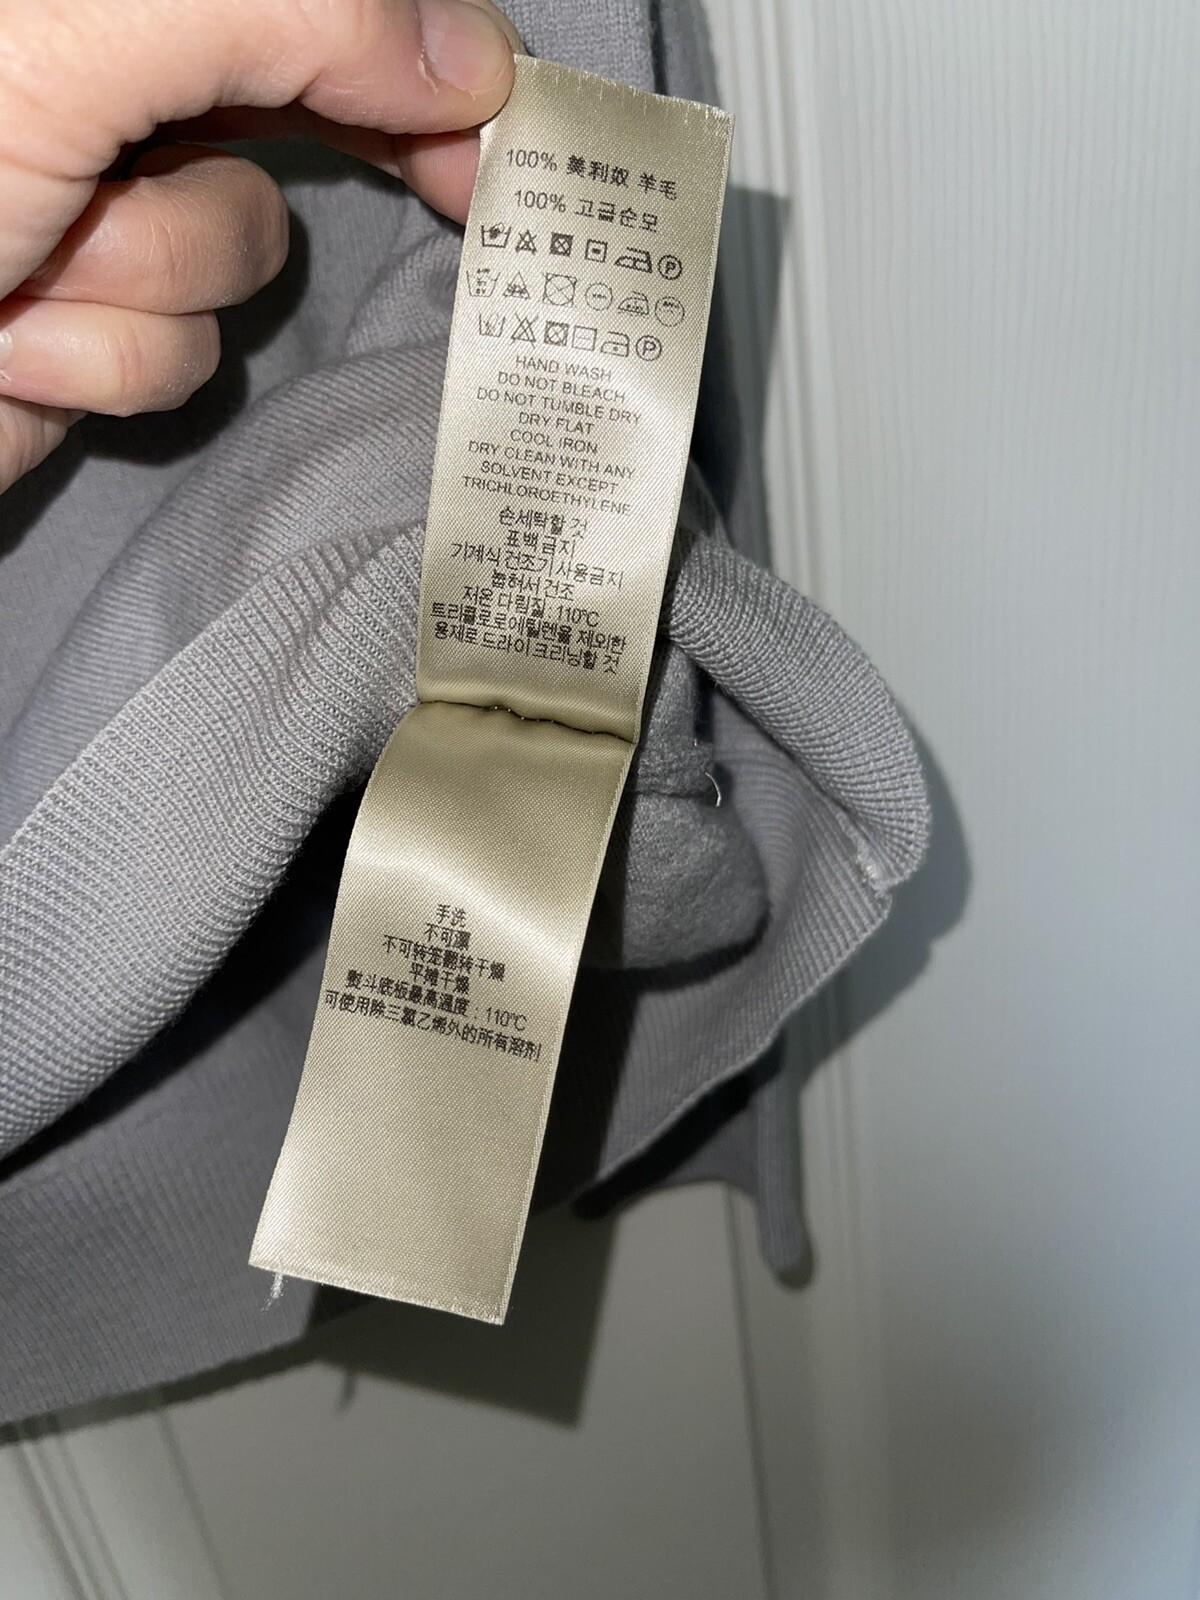 100% 美利奴 羊毛
100% 고급순모
P
P
HAND WASH
DO NOT BLEACH
DO NOT TUMBLE DRY
DRY FLAT
COOL IRON
DRY CLEAN WITH ANY
SOLVENT EXCEPT
TRICHLOROETHYLENE
손세탁할 것
표백 금지
기계식 건조기 사용금지
눕혀서 건조
저온 다림질 : 110℃
트리클로로에틸렌을 제외한
용제로 드라이 크리닝할 것
手洗
不可漂
不可转笼翻转干燥
平摊干燥
熨斗底板最高温度 : 110℃
可使用除三氯乙烯外的所有溶剂